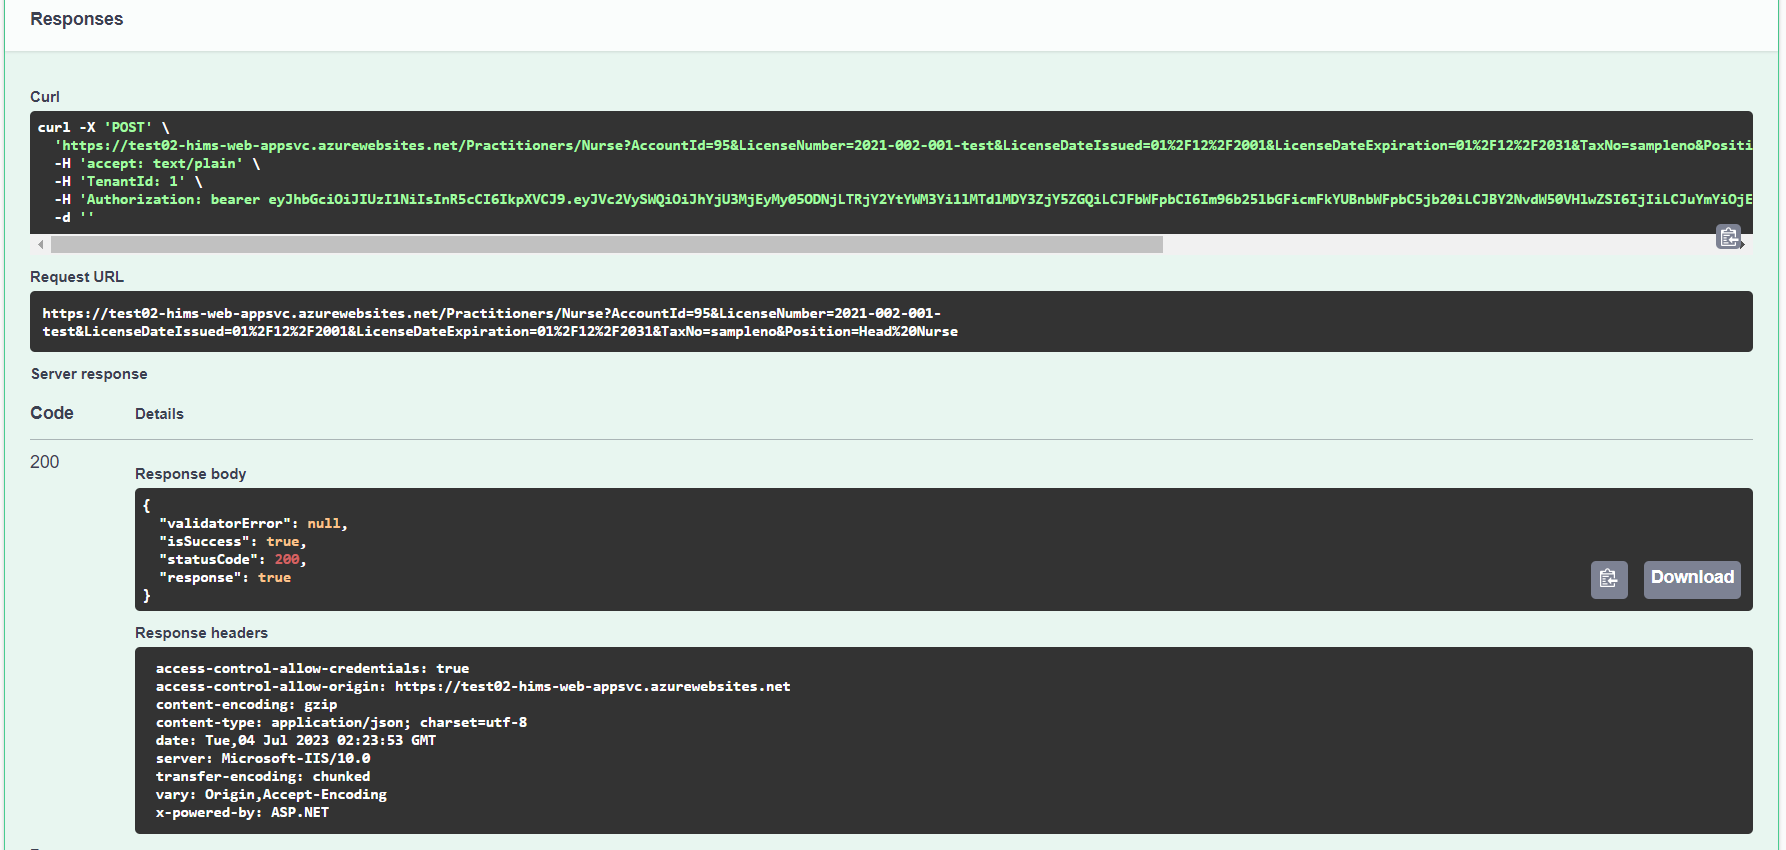 Responses
Curl
curl -X 'POST' \
'https://test02-hims-web-appsvc.azurewebsites.net/Practitioners/Nurse?AccountId=95&LicenseNumber=2021-002-001-test&LicenseDateIssued=01%2F12%2F2001&LicenseDateExpiration=01%2F12%2F2031&TaxNo=sampleno&Positi
-H 'accept: text/plain' \
-H 'TenantId: 1' \
-H 'Authorization: bearer
-d ''
Request URL
https://test02-hims-web-appsvc.azurewebsites.net/Practitioners/Nurse?AccountId=95&LicenseNumber=2021-002-001-
test&LicenseDateIssued=01%2F12%2F2001&LicenseDateExpiration=01%2F12%2F2031&TaxNo=sampleno&Position=Head%20Nurse
Server response
Code Details
200
Response body
{
"validatorError": null,
"isSuccess": true,
"statusCode": 200,
"response": true
}
Download
Response headers
access-control-allow-credentials: true
access-control-allow-origin: https://test02-hims-web-appsvc.azurewebsites.net
content-encoding: gzip
content-type: application/json; charset=utf-8
date: Tue,04 Jul 2023 02:23:53 GMT
server: Microsoft-IIS/10.0
transfer-encoding: chunked
vary: Origin,Accept-Encoding
x-powered-by: ASP.NET